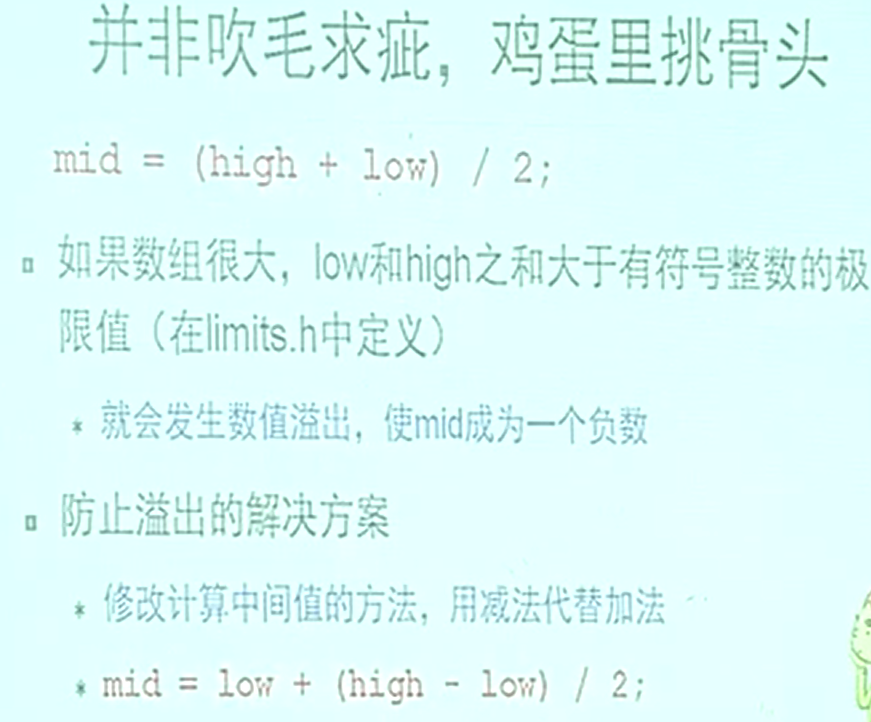 并非吹毛求疵，鸡蛋里挑骨头
mid = (high + low) / 2;
如果数组很大，low和high之和大于有符号整数的极
限值（在limits.h中定义）
* 就会发生数值溢出，使mid成为一个负数
防止溢出的解决方案
* 修改计算中间值的方法，用减法代替加法
* mid = low + (high - low) / 2;